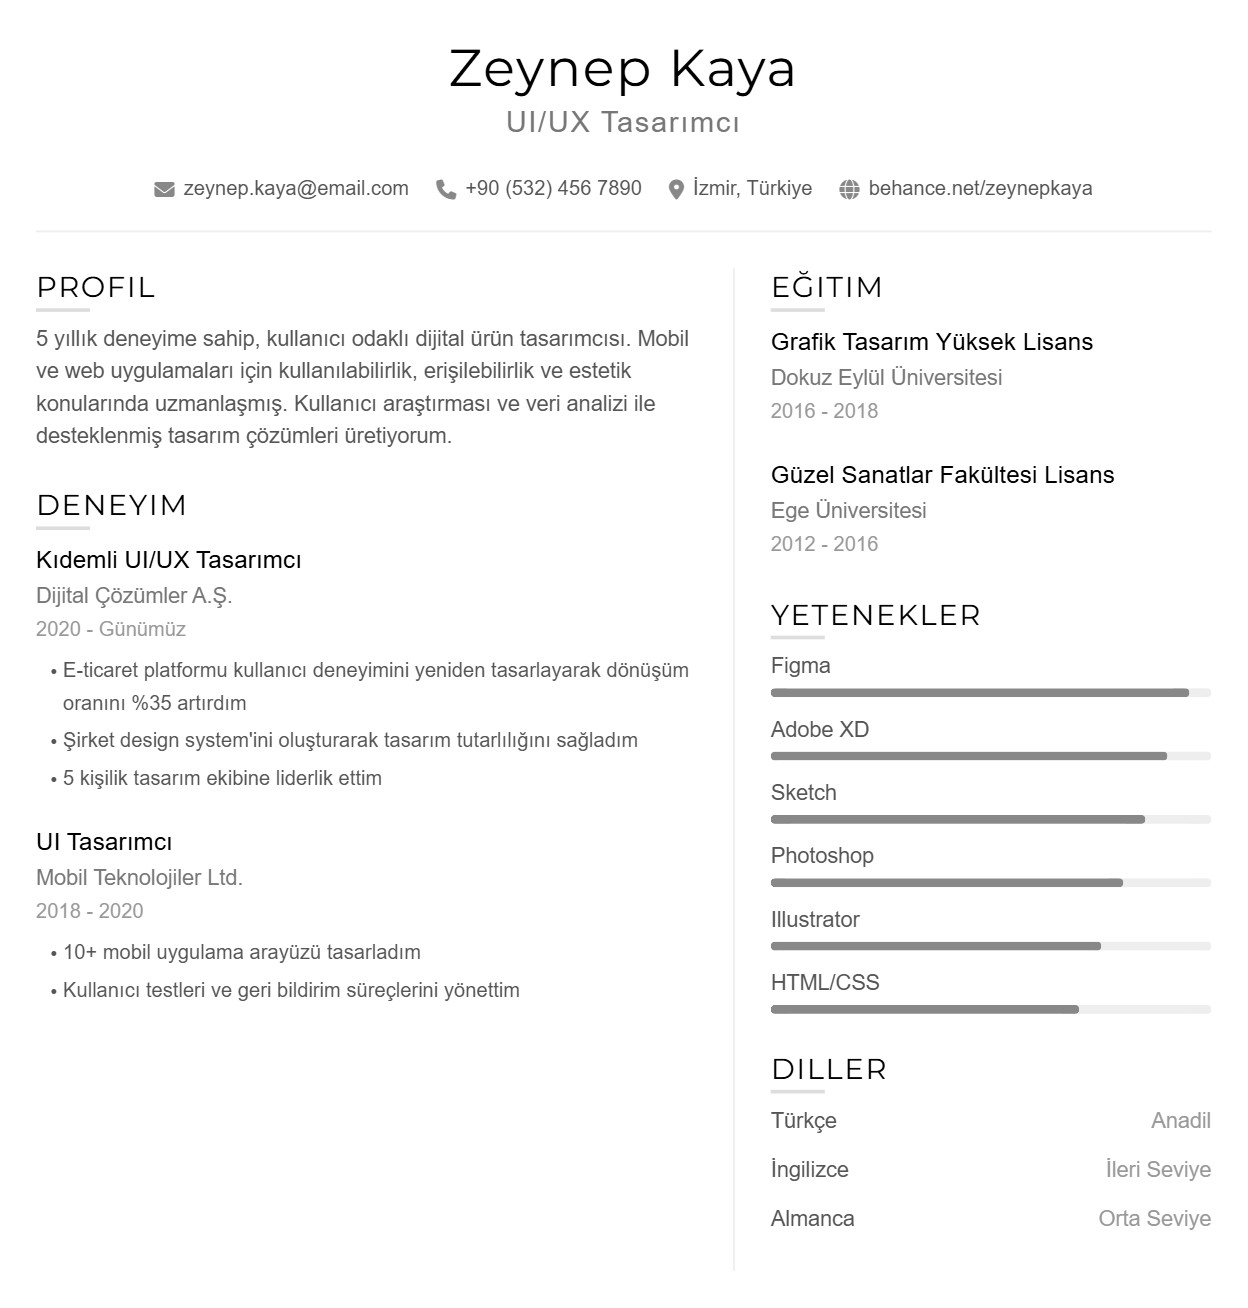 Zeynep Kaya
UI/UX Tasarımcı
zeynep.kaya@email.com +90 (532) 456 7890 İzmir, Türkiye behance.net/zeynepkaya
PROFIL
5 yıllık deneyime sahip, kullanıcı odaklı dijital ürün tasarımcısı. Mobil
ve web uygulamaları için kullanılabilirlik, erişilebilirlik ve estetik
konularında uzmanlaşmış. Kullanıcı araştırması ve veri analizi ile
desteklenmiş tasarım çözümleri üretiyorum.
DENEYIM
Kıdemli UI/UX Tasarımcı
Dijital Çözümler A.Ş.
2020 - Günümüz
• E-ticaret platformu kullanıcı deneyimini yeniden tasarlayarak dönüşüm
oranını %35 artırdım
• Şirket design system'ini oluşturarak tasarım tutarlılığını sağladım
• 5 kişilik tasarım ekibine liderlik ettim
UI Tasarımcı
Mobil Teknolojiler Ltd.
2018 - 2020
• 10+ mobil uygulama arayüzü tasarladım
• Kullanıcı testleri ve geri bildirim süreçlerini yönettim
EĞITIM
Grafik Tasarım Yüksek Lisans
Dokuz Eylül Üniversitesi
2016 - 2018
Güzel Sanatlar Fakültesi Lisans
Ege Üniversitesi
2012 - 2016
YETENEKLER
Figma
Adobe XD
Sketch
Photoshop
Illustrator
HTML/CSS
DILLER
Türkçe Anadil
İngilizce İleri Seviye
Almanca Orta Seviye